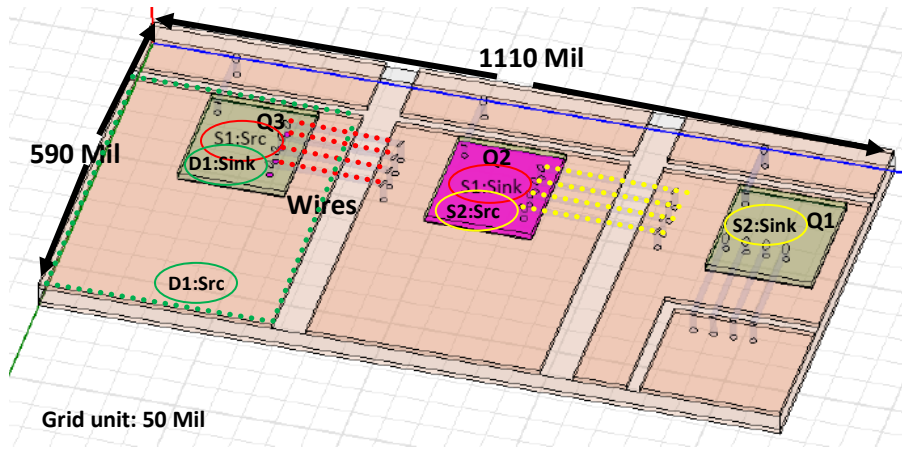 1110 Mil
590 Mil
Q3
S1:Src
D1:Sink
Wires
Q2
S1:Sink
S2:Src
S2:Sink
Q1
D1:Src
Grid unit: 50 Mil